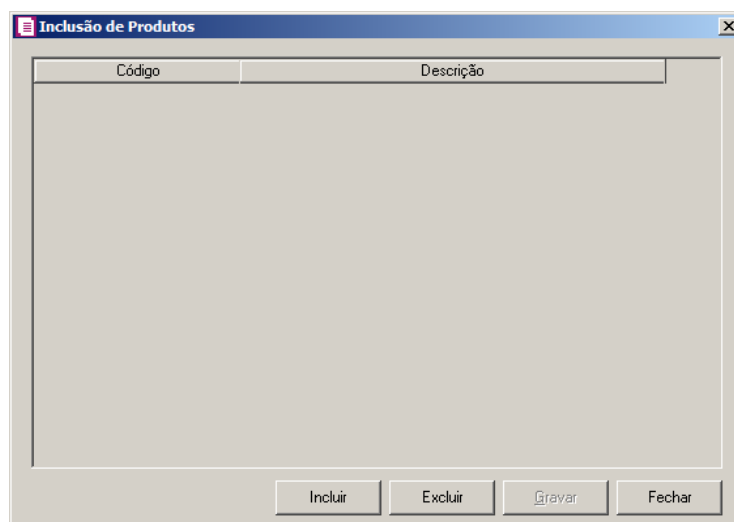 Inclusão de Produtos
Código Descrição
Incluir Excluir Gravar Fechar